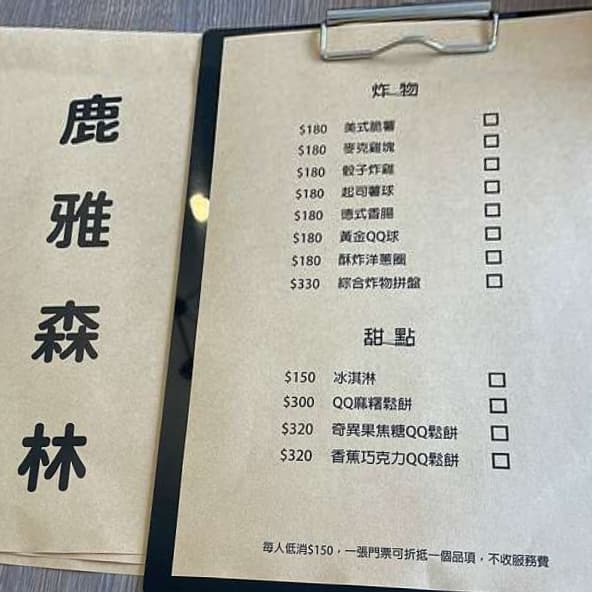 鹿雅森林
炸物
$180 美式脆薯
$180 麥克雞塊
$180 骰子炸雞
$180 起司薯球
$180 德式香腸
$180 黃金QQ球
$180 酥炸洋蔥圈
$330 綜合炸物拼盤
甜點
$150 冰淇淋
$300 QQ麻糬鬆餅
$320 奇異果焦糖QQ鬆餅
$320 香蕉巧克力QQ鬆餅
每人低消$150，一張門票可折抵一個品項，不收服務費